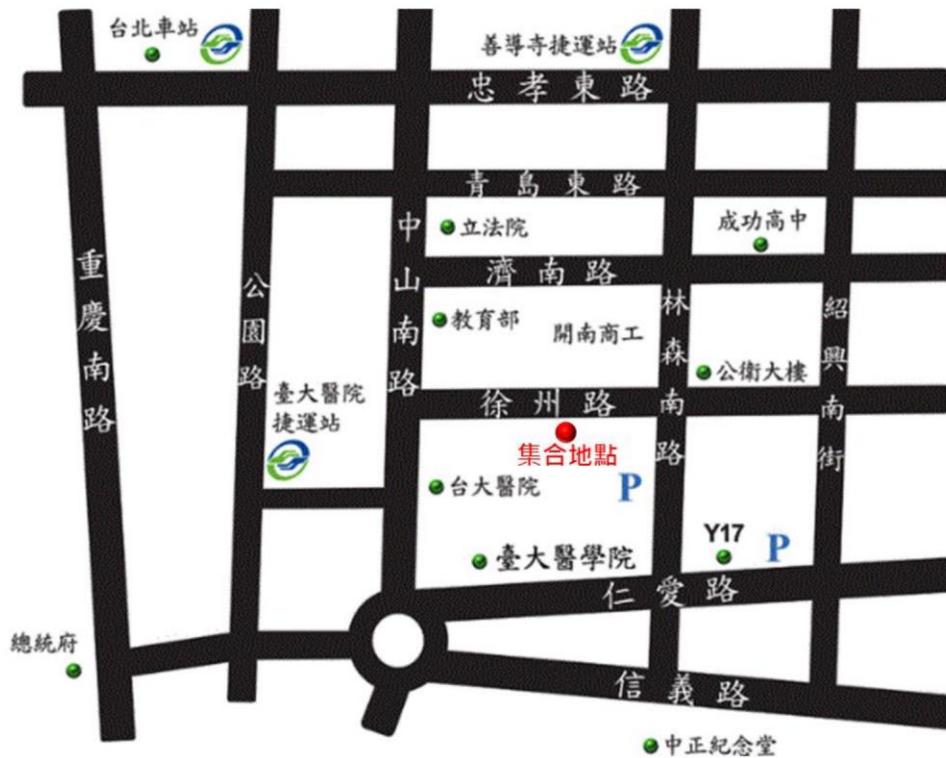 台北車站
善導寺捷運站
忠孝東路
青島東路
中山南路
立法院
成功高中
濟南路
重慶南路
公園路
林森南路
紹興南街
教育部
開南商工
公衛大樓
臺大醫院
捷運站
徐州路
集合地點
台大醫院
P
Y17
P
臺大醫學院
仁愛路
總統府
信義路
中正紀念堂